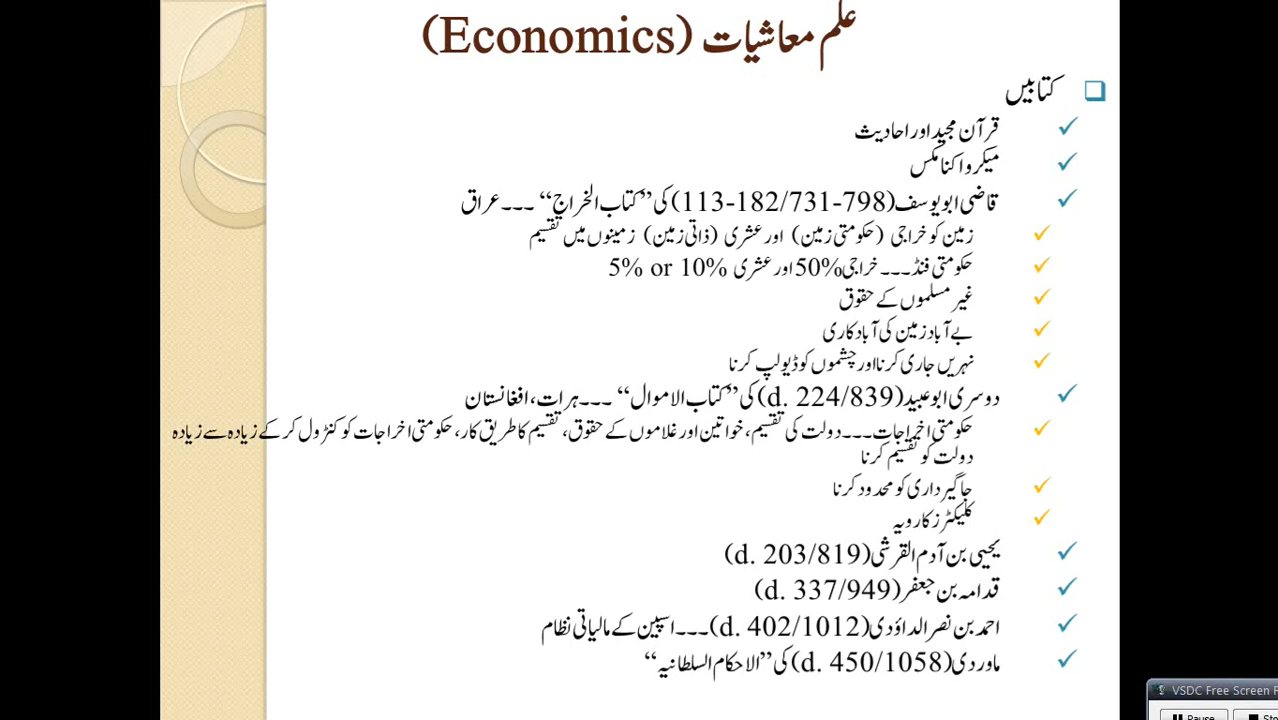 علم معاشیات (Economics)
کتابیں
قرآن مجید اور احادیث
میکرو اکنامکس
قاضی ابو یوسف (113-182/731-798) کی ”کتاب الخراج“ ۔۔۔ عراق
زمین کو خراجی (حکومتی زمین) اور عشری (ذاتی زمین) زمینوں میں تقسیم
حکومتی فنڈ۔۔۔ خراجی 50% اور عشری 5% or 10%
غیر مسلموں کے حقوق
بے آباد زمین کی آباد کاری
نہریں جاری کرنا اور چشموں کو ڈیولپ کرنا
دوسری ابو عبید (d. 224/839) کی ”کتاب الاموال“ ۔۔۔ ہرات، افغانستان
حکومتی اخراجات۔۔۔ دولت کی تقسیم، خواتین اور غلاموں کے حقوق، تقسیم کا طریق کار، حکومتی اخراجات کو کنٹرول کر کے زیادہ سے زیادہ
دولت کو تقسیم کرنا
جاگیر داری کو محدود کرنا
کلیکٹرز کا رویہ
یحییٰ بن آدم القرشی (d. 203/819)
قدامہ بن جعفر (d. 337/949)
احمد بن نصر الداؤدی (d. 402/1012)۔۔۔ اسپین کے مالیاتی نظام
ماوردی (d. 450/1058) کی ”الاحکام السلطانیہ“
VSDC Free Screen
Pause